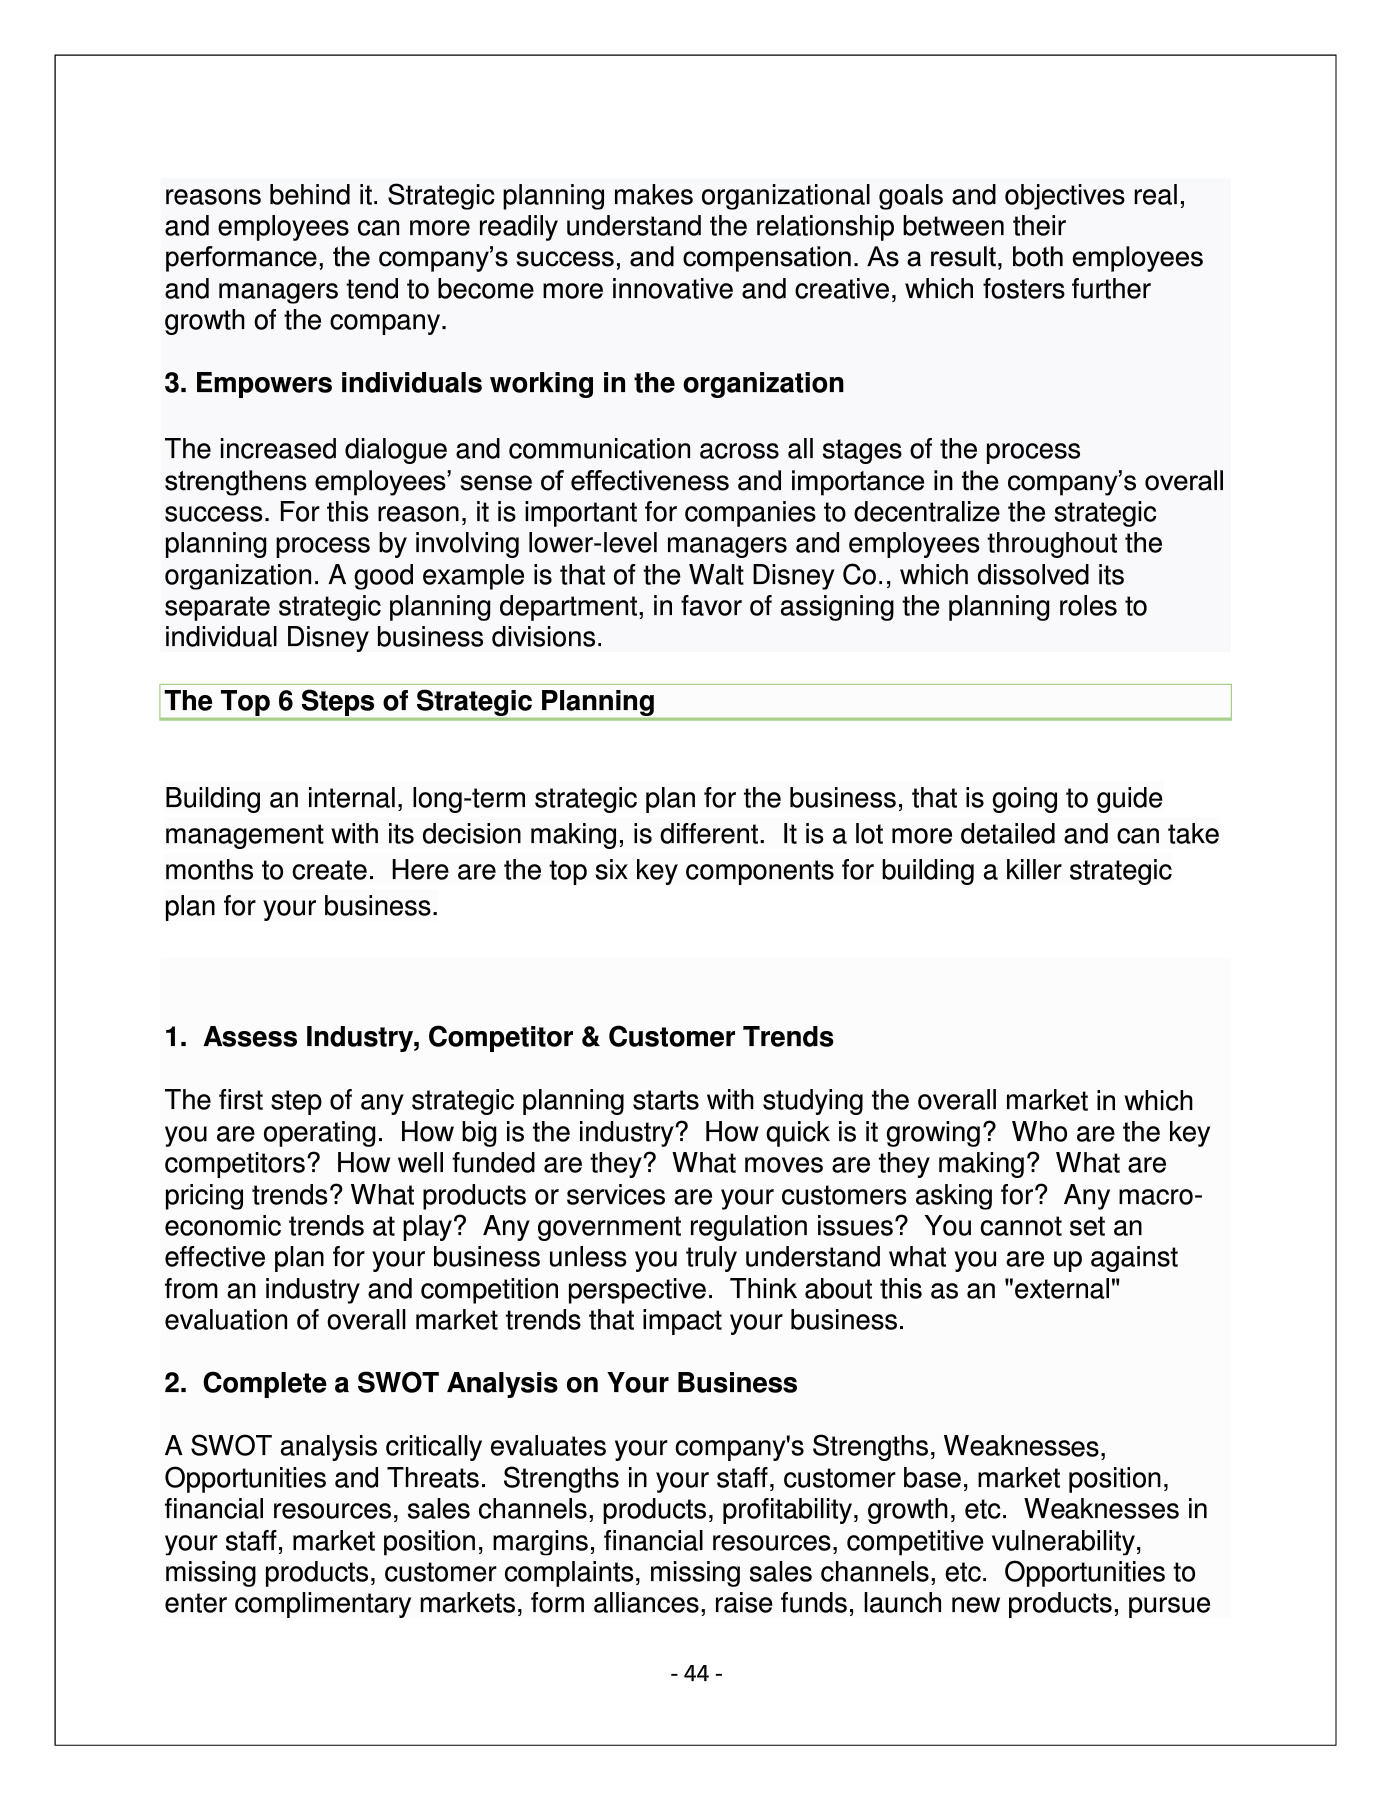 reasons behind it. Strategic planning makes organizational goals and objectives real,
and employees can more readily understand the relationship between their
performance, the company’s success, and compensation. As a result, both employees
and managers tend to become more innovative and creative, which fosters further
growth of the company.
3. Empowers individuals working in the organization
The increased dialogue and communication across all stages of the process
strengthens employees’ sense of effectiveness and importance in the company’s overall
success. For this reason, it is important for companies to decentralize the strategic
planning process by involving lower-level managers and employees throughout the
organization. A good example is that of the Walt Disney Co., which dissolved its
separate strategic planning department, in favor of assigning the planning roles to
individual Disney business divisions.
The Top 6 Steps of Strategic Planning
Building an internal, long-term strategic plan for the business, that is going to guide
management with its decision making, is different.  It is a lot more detailed and can take
months to create.  Here are the top six key components for building a killer strategic
plan for your business.
1.  Assess Industry, Competitor & Customer Trends
The first step of any strategic planning starts with studying the overall market in which
you are operating.  How big is the industry?  How quick is it growing?  Who are the key
competitors?  How well funded are they?  What moves are they making?  What are
pricing trends? What products or services are your customers asking for?  Any macro-
economic trends at play?  Any government regulation issues?  You cannot set an
effective plan for your business unless you truly understand what you are up against
from an industry and competition perspective.  Think about this as an "external"
evaluation of overall market trends that impact your business.
2.  Complete a SWOT Analysis on Your Business
A SWOT analysis critically evaluates your company's Strengths, Weaknesses,
Opportunities and Threats.  Strengths in your staff, customer base, market position,
financial resources, sales channels, products, profitability, growth, etc.  Weaknesses in
your staff, market position, margins, financial resources, competitive vulnerability,
missing products, customer complaints, missing sales channels, etc.  Opportunities to
enter complimentary markets, form alliances, raise funds, launch new products, pursue
- 44 -